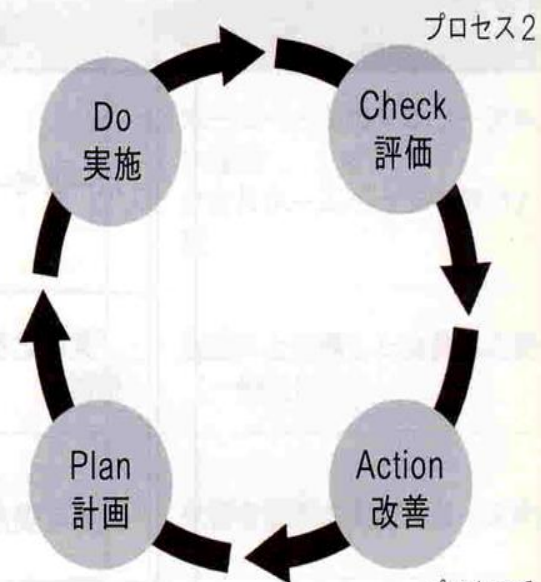 プロセス2
Do
実施
Check
評価
Plan
計画
Action
改善